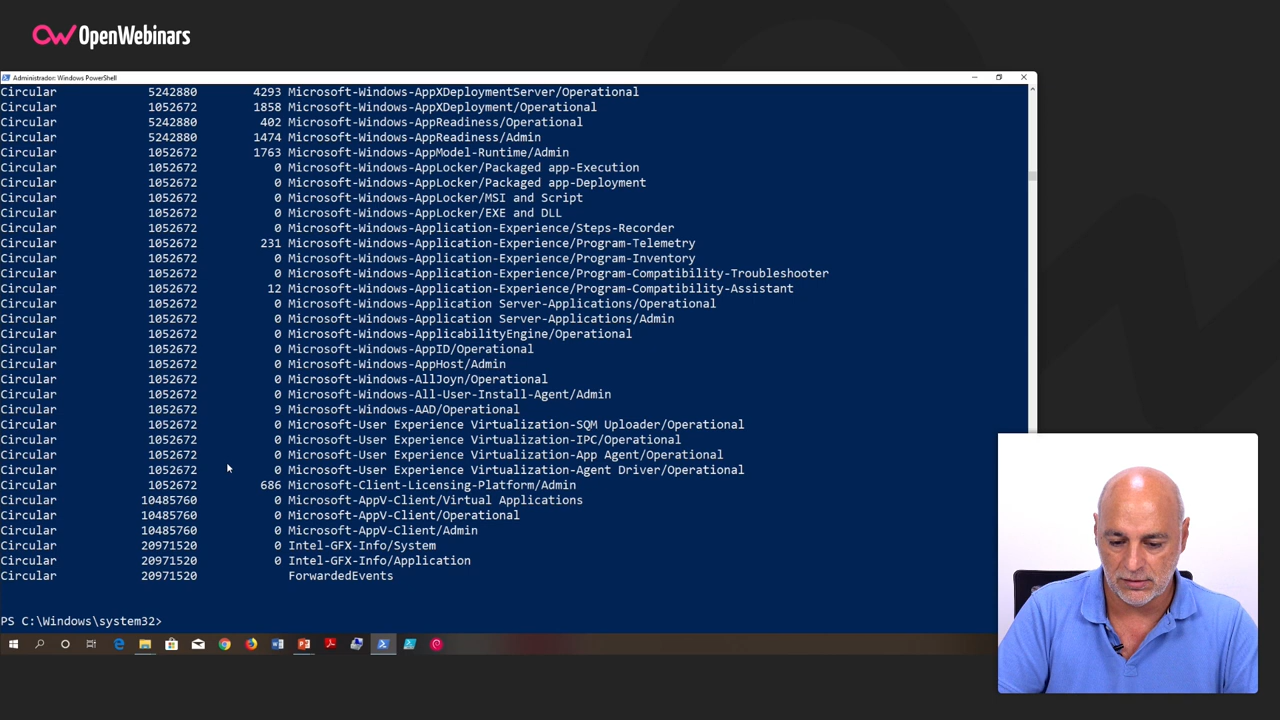 OpenWebinars
Administrador: Windows PowerShell
Circular 5242880 4293 Microsoft-Windows-AppXDeploymentServer/Operational
Circular 1052672 1858 Microsoft-Windows-AppXDeployment/Operational
Circular 5242880 402 Microsoft-Windows-AppReadiness/Operational
Circular 5242880 1474 Microsoft-Windows-AppReadiness/Admin
Circular 1052672 1763 Microsoft-Windows-AppModel-Runtime/Admin
Circular 1052672 0 Microsoft-Windows-AppLocker/Packaged app-Execution
Circular 1052672 0 Microsoft-Windows-AppLocker/Packaged app-Deployment
Circular 1052672 0 Microsoft-Windows-AppLocker/MSI and Script
Circular 1052672 0 Microsoft-Windows-AppLocker/EXE and DLL
Circular 1052672 0 Microsoft-Windows-Application-Experience/Steps-Recorder
Circular 1052672 231 Microsoft-Windows-Application-Experience/Program-Telemetry
Circular 1052672 0 Microsoft-Windows-Application-Experience/Program-Inventory
Circular 1052672 0 Microsoft-Windows-Application-Experience/Program-Compatibility-Troubleshooter
Circular 1052672 12 Microsoft-Windows-Application-Experience/Program-Compatibility-Assistant
Circular 1052672 0 Microsoft-Windows-Application Server-Applications/Operational
Circular 1052672 0 Microsoft-Windows-Application Server-Applications/Admin
Circular 1052672 0 Microsoft-Windows-ApplicabilityEngine/Operational
Circular 1052672 0 Microsoft-Windows-AppID/Operational
Circular 1052672 0 Microsoft-Windows-AppHost/Admin
Circular 1052672 0 Microsoft-Windows-AllJoyn/Operational
Circular 1052672 0 Microsoft-Windows-All-User-Install-Agent/Admin
Circular 1052672 9 Microsoft-Windows-AAD/Operational
Circular 1052672 0 Microsoft-User Experience Virtualization-SQM Uploader/Operational
Circular 1052672 0 Microsoft-User Experience Virtualization-IPC/Operational
Circular 1052672 0 Microsoft-User Experience Virtualization-App Agent/Operational
Circular 1052672 0 Microsoft-User Experience Virtualization-Agent Driver/Operational
Circular 1052672 686 Microsoft-Client-Licensing-Platform/Admin
Circular 10485760 0 Microsoft-AppV-Client/Virtual Applications
Circular 10485760 0 Microsoft-AppV-Client/Operational
Circular 10485760 0 Microsoft-AppV-Client/Admin
Circular 20971520 0 Intel-GFX-Info/System
Circular 20971520 0 Intel-GFX-Info/Application
Circular 20971520 ForwardedEvents
PS C:\Windows\system32>